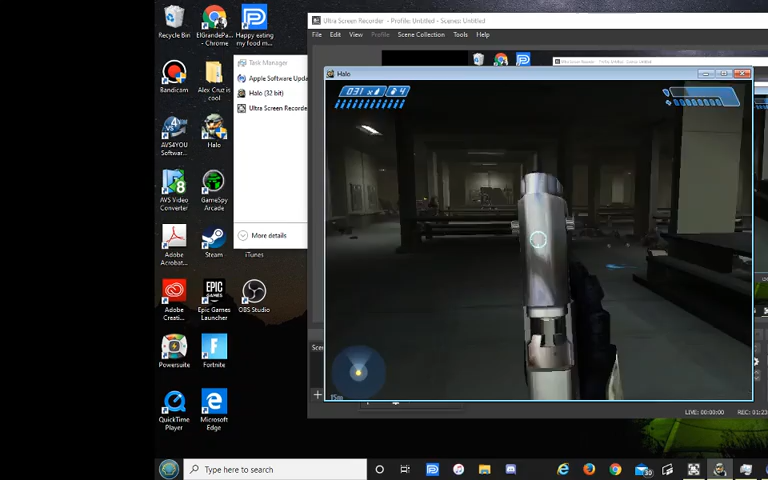 Recycle Bin
ElGrandePa...
- Chrome
Happy eating
my food m...
Bandicam
Alex Cruz is
cool
AVS4YOU
Softwar...
Halo
AVS Video
Converter
GameSpy
Arcade
Adobe
Acrobat...
Steam
iTunes
Adobe
Creati...
Epic Games
Launcher
OBS Studio
Powersuite
Fortnite
QuickTime
Player
Microsoft
Edge
Task Manager
Apple Software Upda
Halo (32 bit)
Ultra Screen Recorde
More details
Ultra Screen Recorder - Profile: Untitled - Scenes: Untitled
File Edit View Profile Scene Collection Tools Help
Halo
031 x 4
15m
Scen
LIVE: 00:00:00 REC: 01:23
Type here to search
30